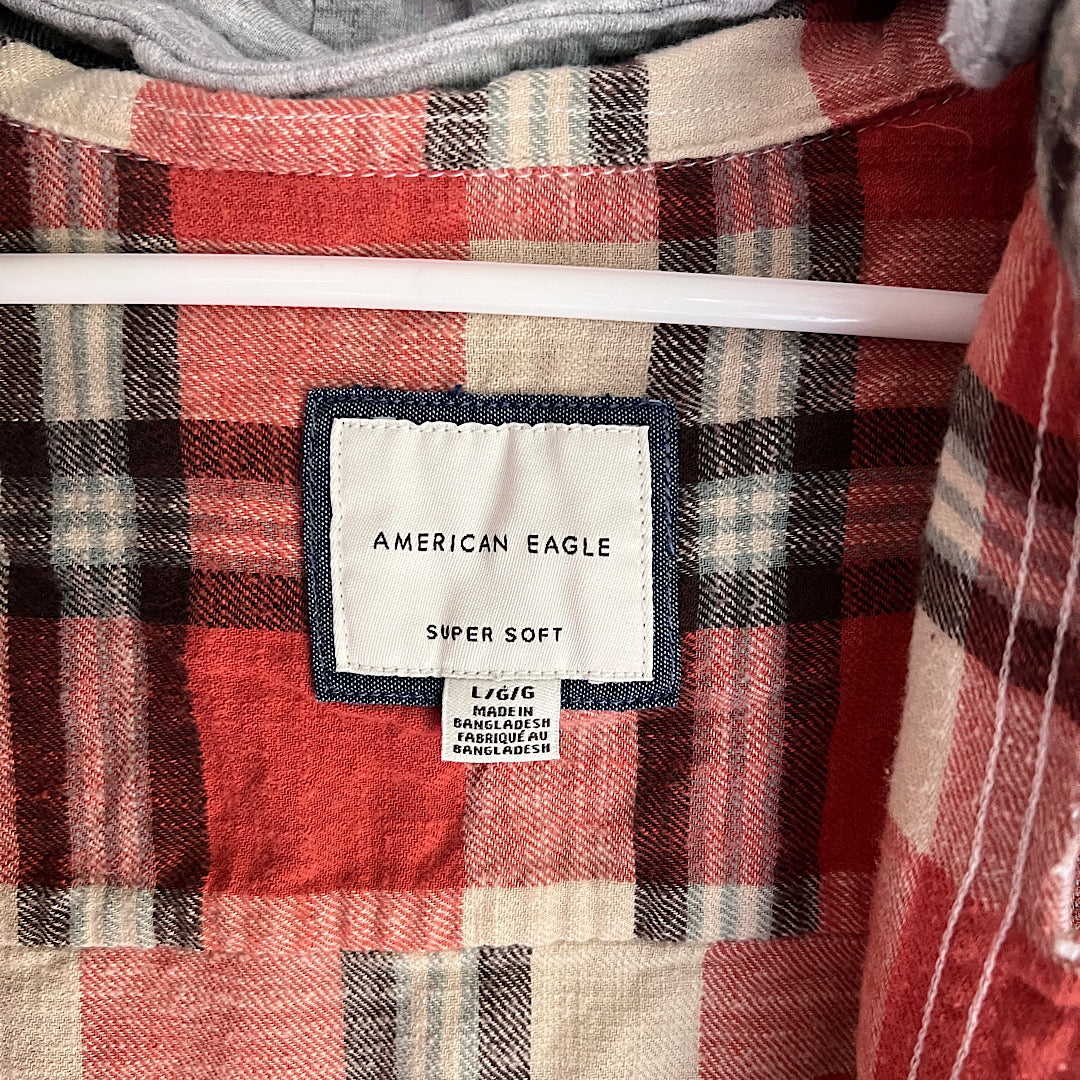 AMERICAN EAGLE
SUPER SOFT
L/G/G
MADE IN
BANGLADESH
FABRIQUÉ AU
BANGLADESH